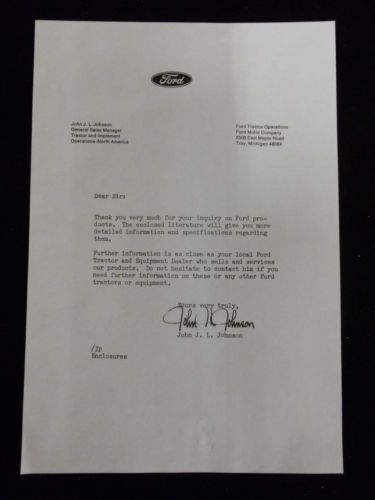 Ford
John J. L. Johnson
General Sales Manager
Tractor and Implement
Operations-North America
Ford Tractor Operations
Ford Motor Company
2500 East Maple Road
Troy, Michigan 48084
Dear Sir:
Thank you very much for your inquiry on Ford pro-
ducts. The enclosed literature will give you more
detailed information and specifications regarding
them.
Further information is as close as your local Ford
Tractor and Equipment Dealer who sells and services
our products. Do not hesitate to contact him if you
need further information on these or any other Ford
tractors or equipment.
Yours very truly,
John J. L. Johnson
John J. L. Johnson
/jp
Enclosures